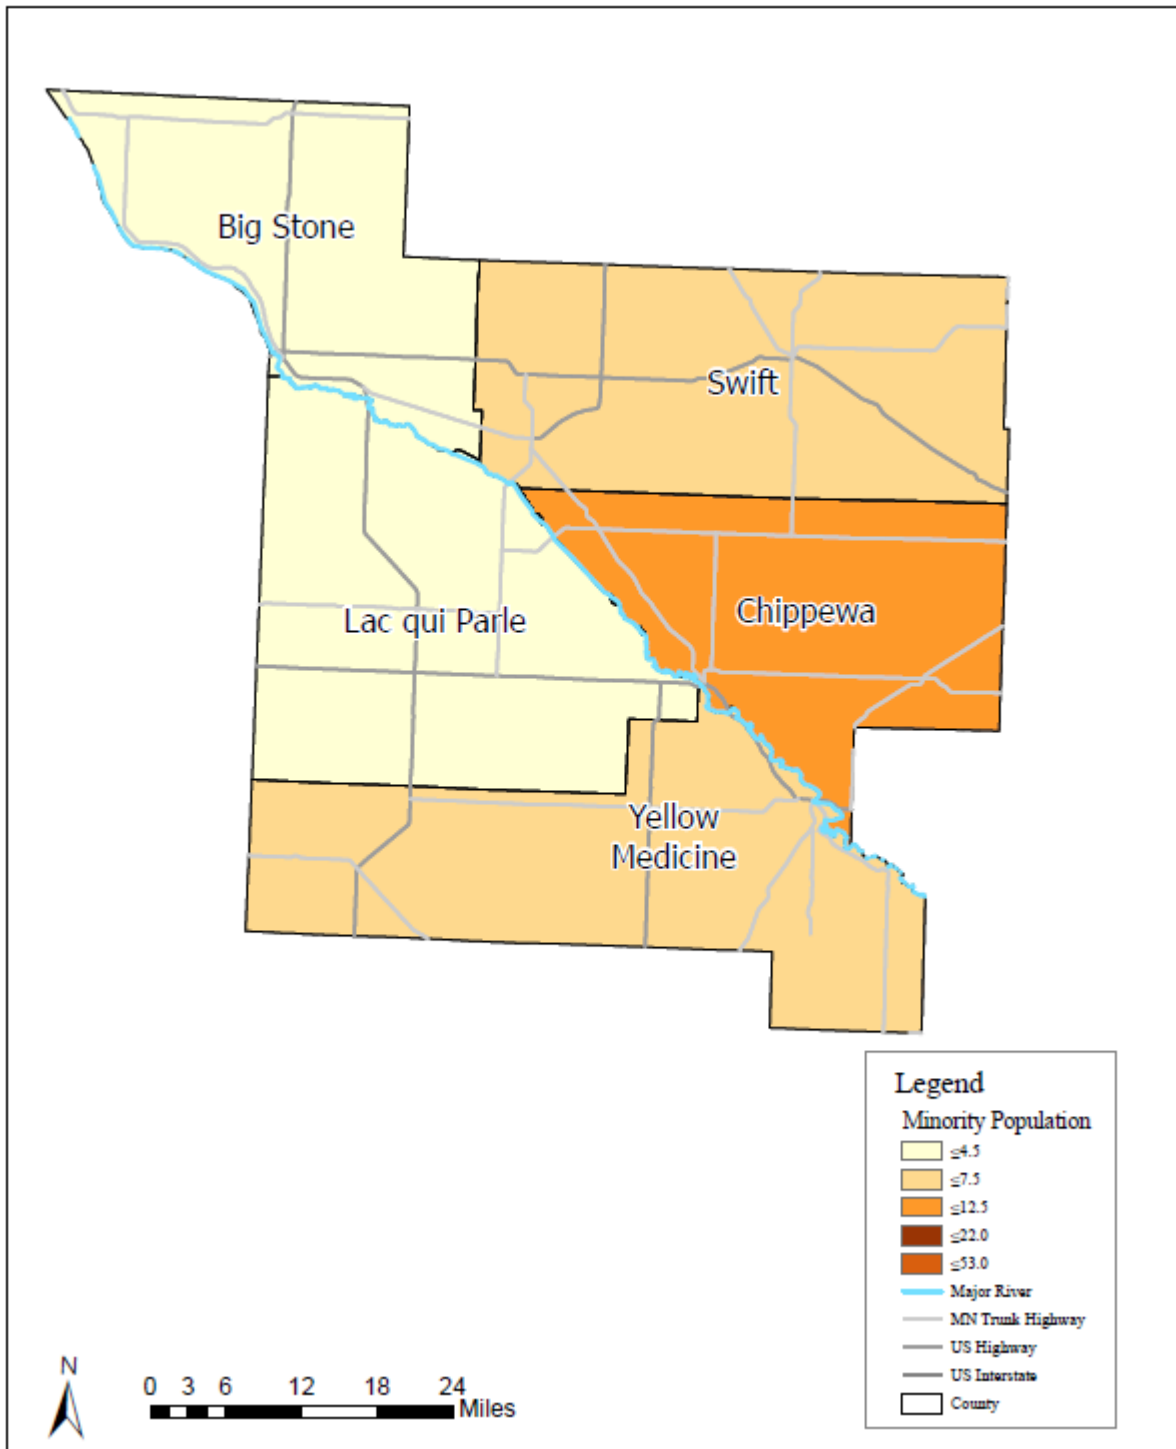 Big Stone
Swift
Chippewa
Lac qui Parle
Yellow
Medicine
Legend
Minority Population
≤4.5
≤7.5
≤12.5
≤22.0
≤53.0
Major River
MN Trunk Highway
US Highway
US Interstate
County
N
0 3 6 12 18 24
Miles